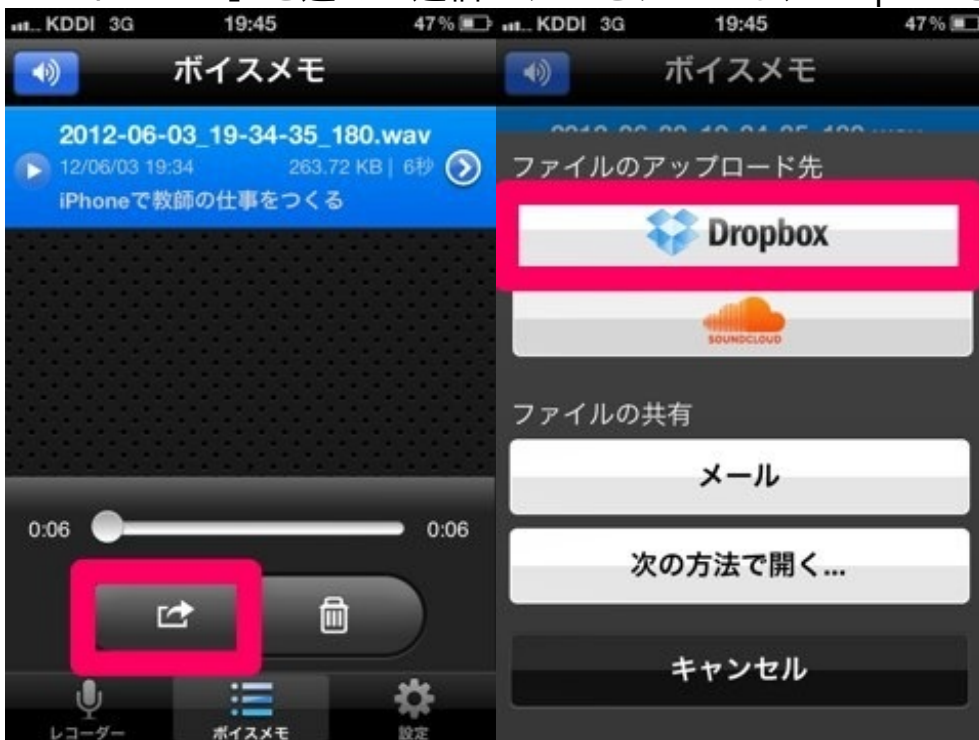 KDDI 3G 19:45 47%
ボイスメモ
2012-06-03_19-34-35_180.wav
12/06/03 19:34 263.72 KB | 6秒
iPhoneで教師の仕事をつくる
0:06 0:06
レコーダー ボイスメモ 設定
KDDI 3G 19:45 47%
ボイスメモ
ファイルのアップロード先
Dropbox
SOUNDCLOUD
ファイルの共有
メール
次の方法で開く...
キャンセル